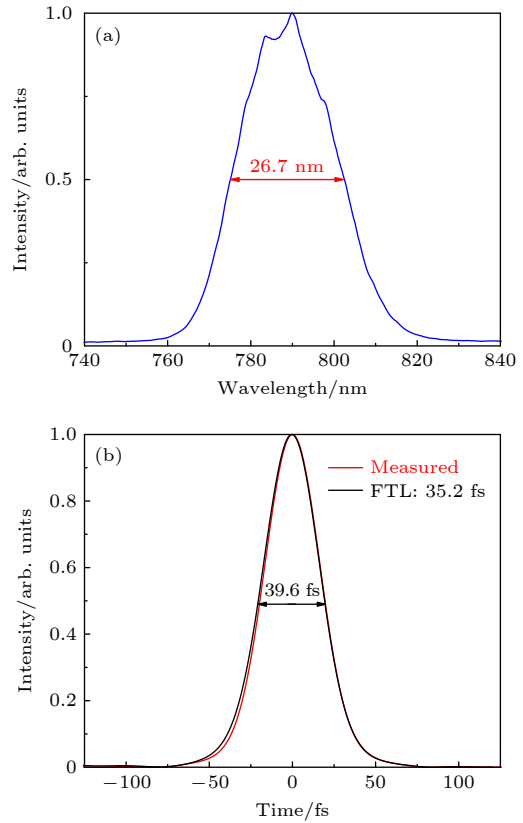 (a)
1.0
0.5
0
Intensity/arb. units
26.7 nm
740 760 780 800 820 840
Wavelength/nm
(b)
1.0
0.8
0.6
0.4
0.2
0
Intensity/arb. units
Measured
FTL: 35.2 fs
39.6 fs
−100 −50 0 50 100
Time/fs